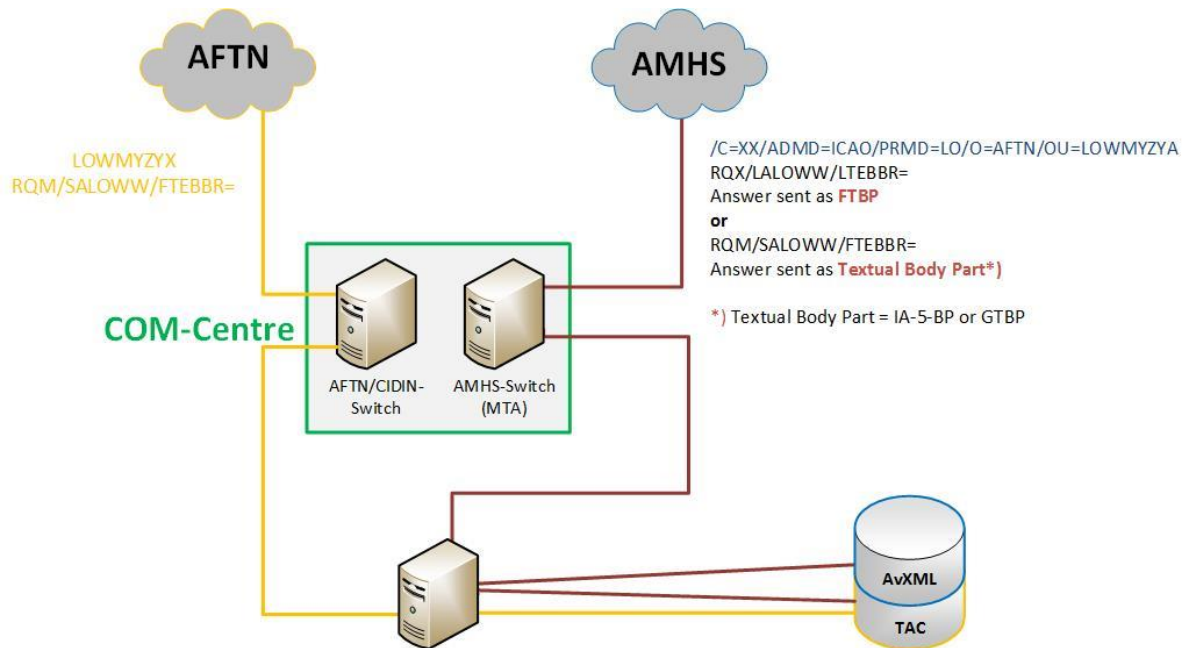 AFTN
AMHS
LOWMYZYX
RQM/SALOWW/FTEBBR=
/C=XX/ADMD=ICAO/PRMD=LO/O=AFTN/OU=LOWMYZYA
RQX/LALOWW/LTEBBR=
Answer sent as FTBP
or
RQM/SALOWW/FTEBBR=
Answer sent as Textual Body Part*)
*) Textual Body Part = IA-5-BP or GTBP
COM-Centre
AFTN/CIDIN-
Switch
AMHS-Switch
(MTA)
AvXML
TAC